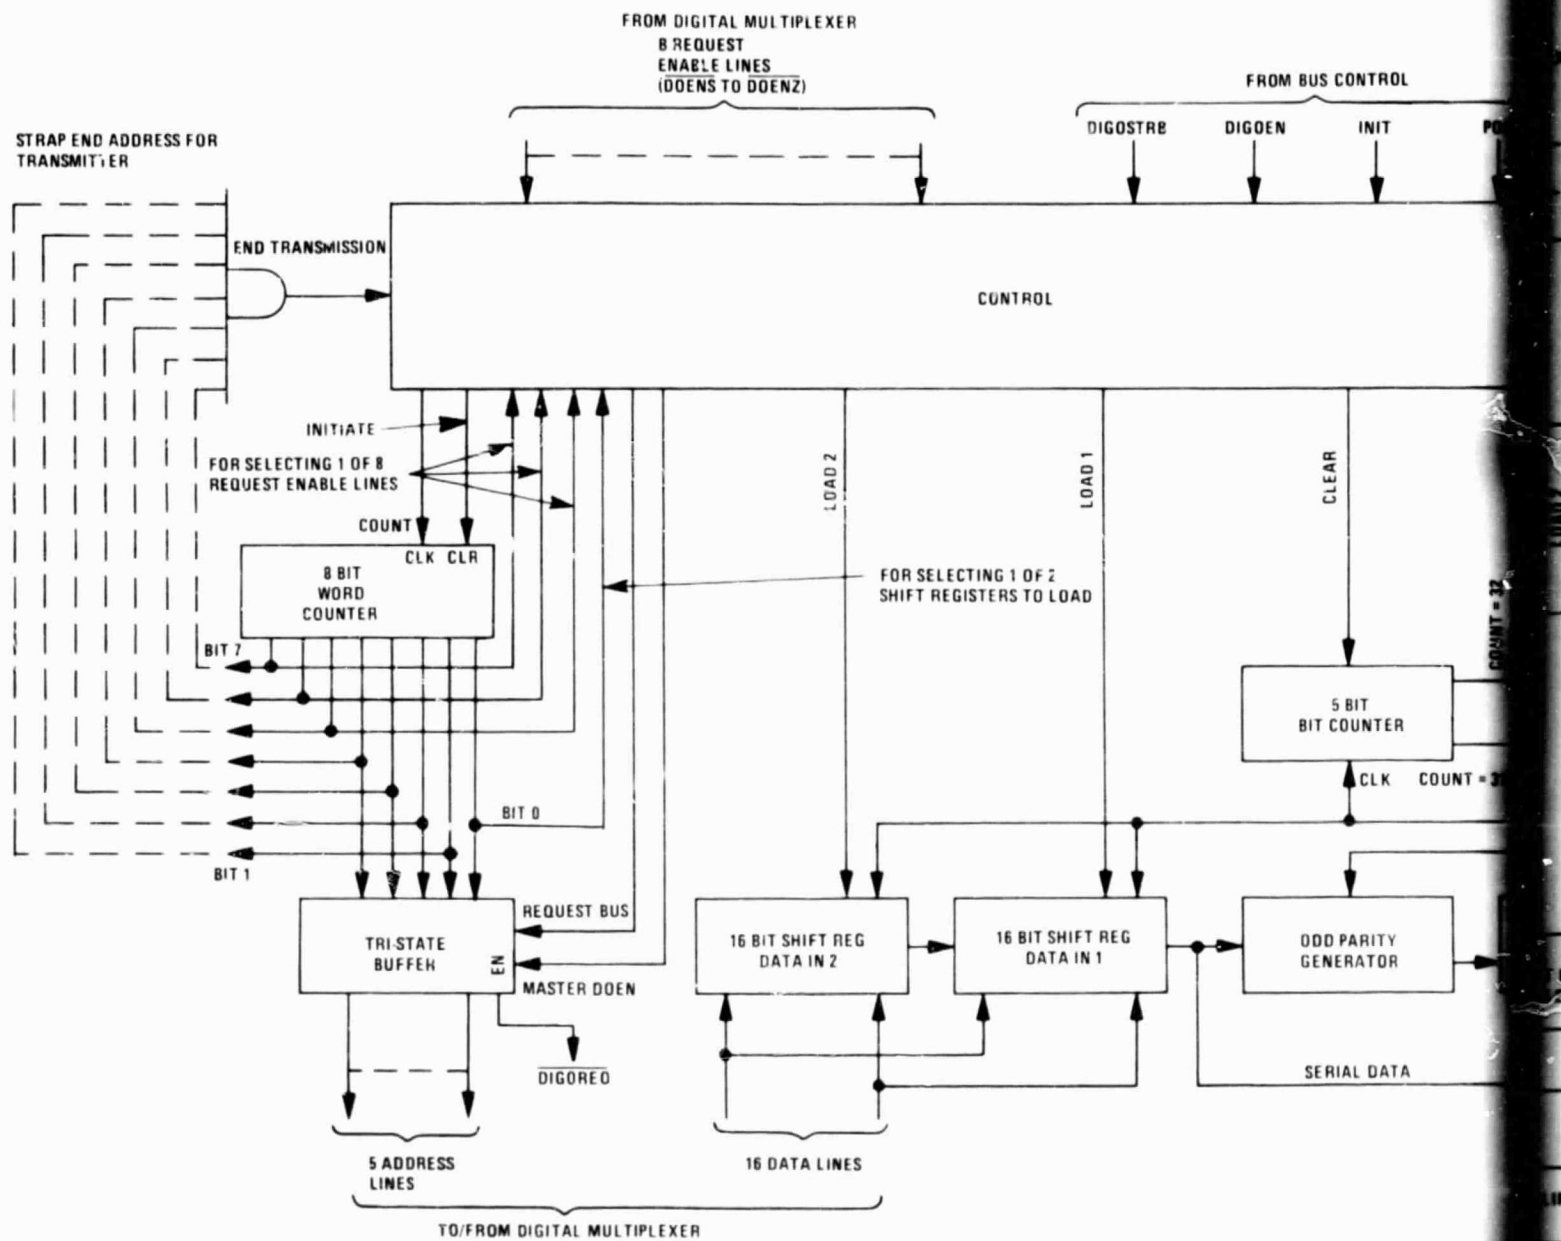 FROM DIGITAL MULTIPLEXER
8 REQUEST
ENABLE LINES
(DOENS TO DOENZ)
FROM BUS CONTROL
DIGOSTRB
DIGOEN
INIT
STRAP END ADDRESS FOR
TRANSMITTER
END TRANSMISSION
CONTROL
INITIATE
FOR SELECTING 1 OF 8
REQUEST ENABLE LINES
COUNT
CLK CLR
8 BIT
WORD
COUNTER
LOAD 2
LOAD 1
CLEAR
FOR SELECTING 1 OF 2
SHIFT REGISTERS TO LOAD
COUNT = 32
BIT 7
5 BIT
BIT COUNTER
CLK
COUNT =
BIT 0
BIT 1
REQUEST BUS
TRI-STATE
BUFFER
EN
MASTER DOEN
16 BIT SHIFT REG
DATA IN 2
16 BIT SHIFT REG
DATA IN 1
ODD PARITY
GENERATOR
DIGOREQ
SERIAL DATA
5 ADDRESS
LINES
16 DATA LINES
TO/FROM DIGITAL MULTIPLEXER